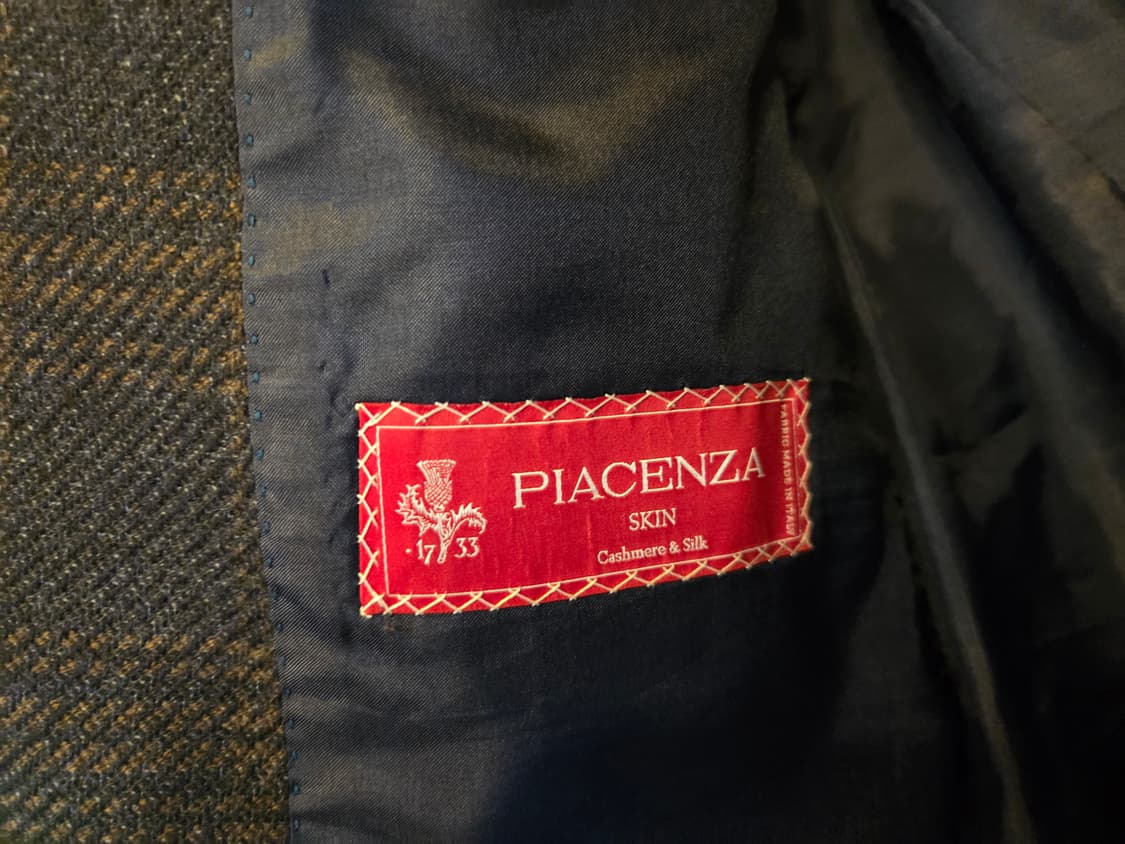 PIACENZA
SKIN
Cashmere & Silk
·17 33
FABRIC MADE IN ITALY